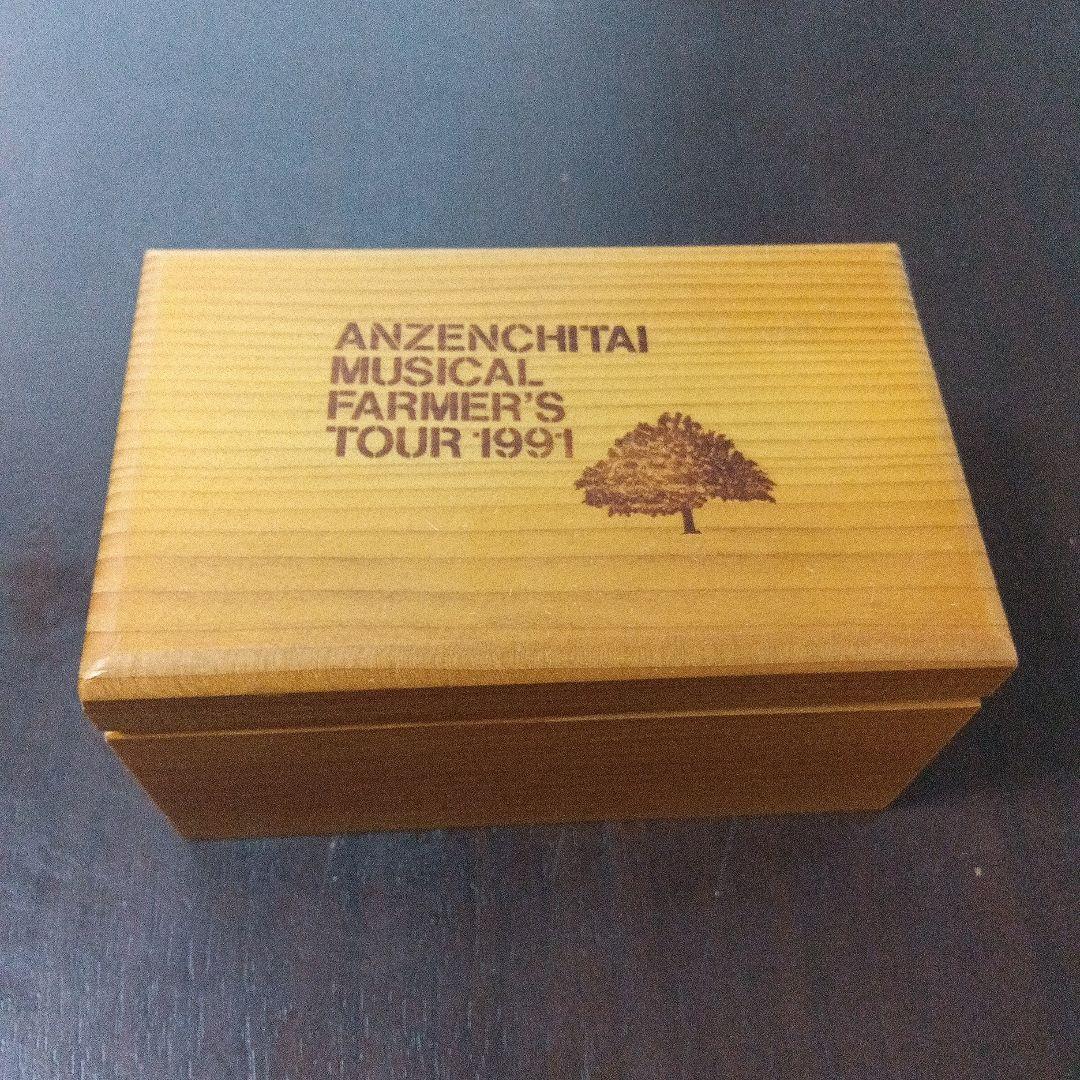 ANZENCHITAI
MUSICAL
FARMER'S
TOUR 1991